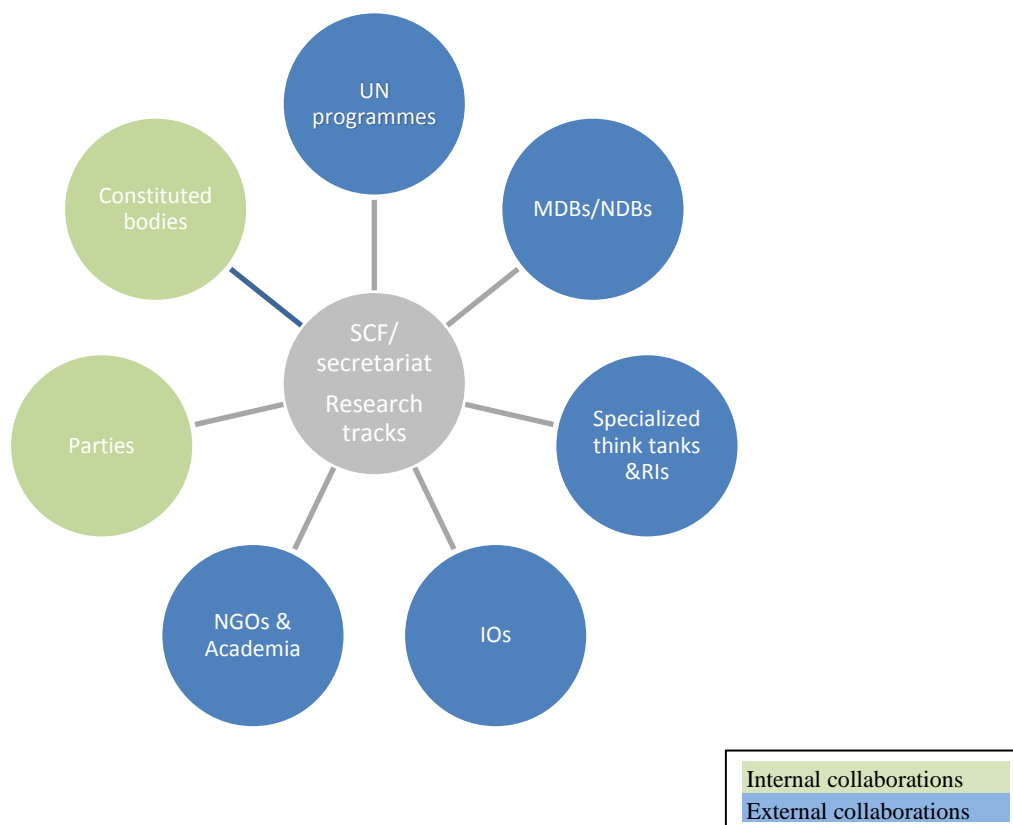 UN
programmes
Constituted
bodies
MDBs/NDBs
SCF/
secretariat
Research
tracks
Parties
Specialized
think tanks
&RIs
NGOs &
Academia
IOs
Internal collaborations
External collaborations